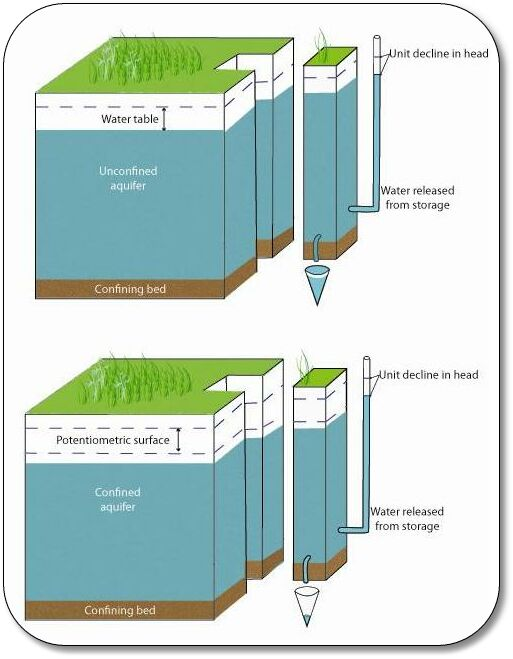 Unit decline in head
Water table
Unconfined
aquifer
Water released
from storage
Confining bed
Unit decline in head
Potentiometric surface
Confined
aquifer
Water released
from storage
Confining bed